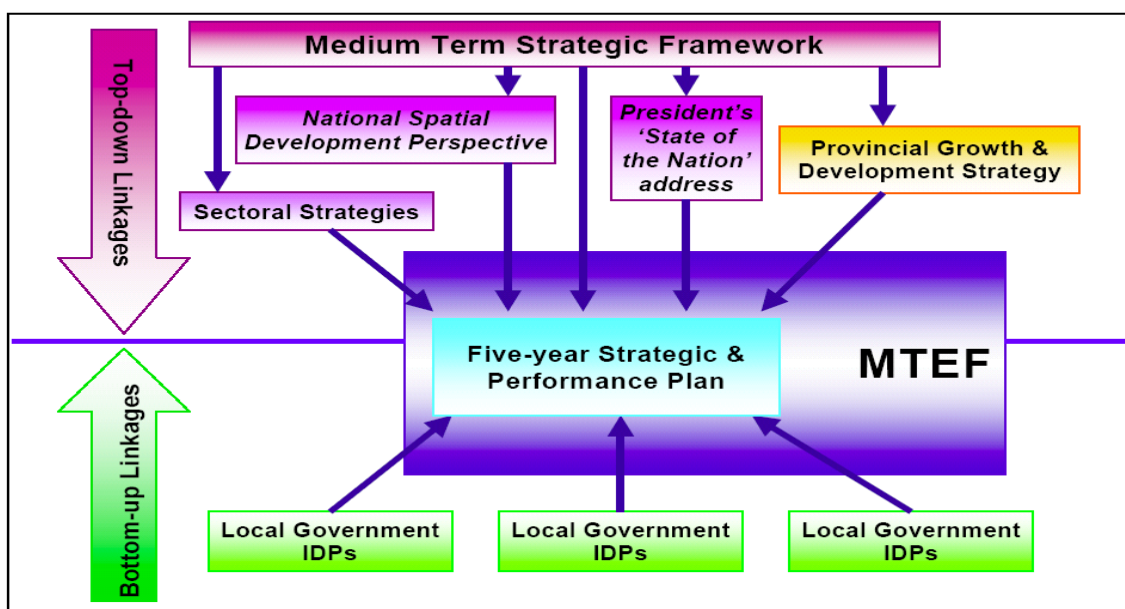 Medium Term Strategic Framework
Top-down Linkages
National Spatial
Development Perspective
President’s
‘State of
the Nation’
address
Provincial Growth &
Development Strategy
Sectoral Strategies
Five-year Strategic &
Performance Plan
MTEF
Bottom-up Linkages
Local Government
IDPs
Local Government
IDPs
Local Government
IDPs